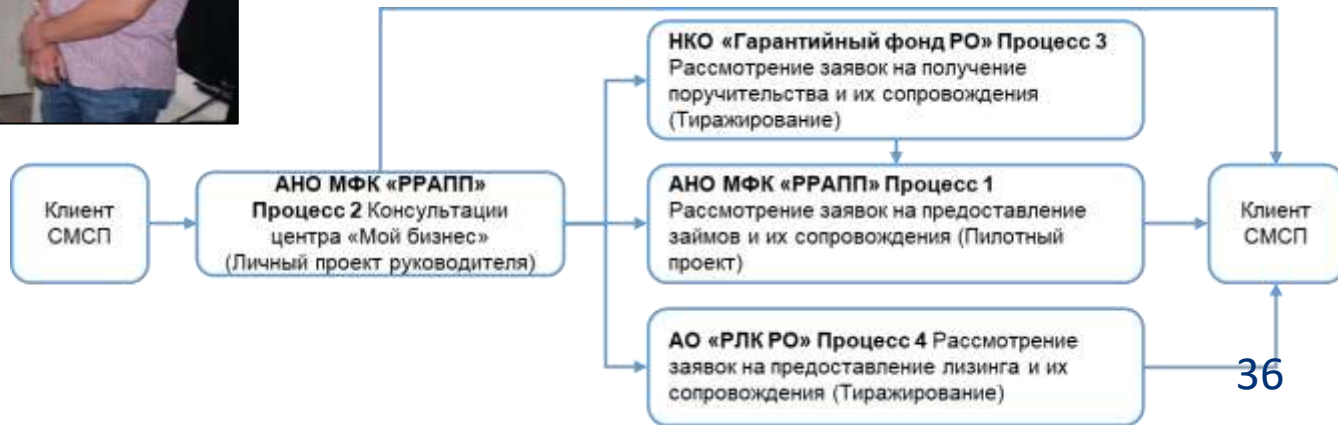 НКО «Гарантийный фонд РО» Процесс 3
Рассмотрение заявок на получение
поручительства и их сопровождения
(Тиражирование)
Клиент
СМСП
АНО МФК «РРАПП»
Процесс 2 Консультации
центра «Мой бизнес»
(Личный проект руководителя)
АНО МФК «РРАПП» Процесс 1
Рассмотрение заявок на предоставление
займов и их сопровождения (Пилотный
проект)
Клиент
СМСП
АО «РЛК РО» Процесс 4 Рассмотрение
заявок на предоставление лизинга и их
сопровождения (Тиражирование)
36